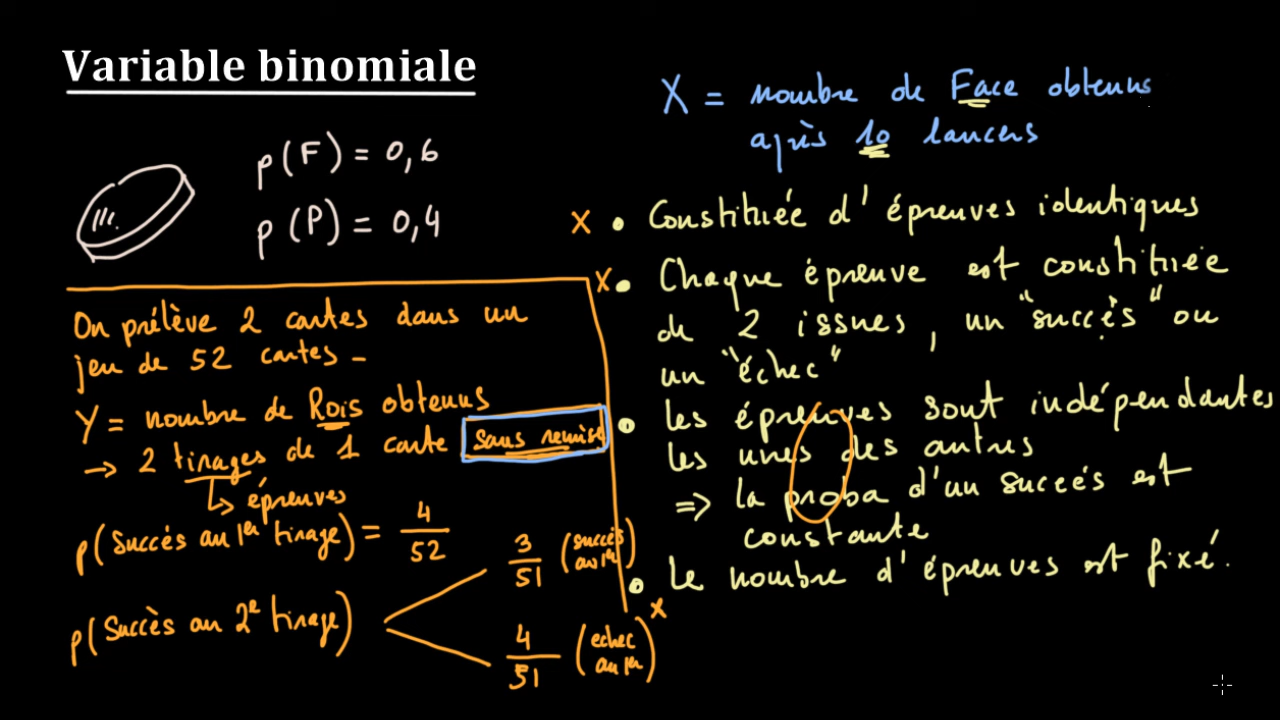 Variable binomiale
p(F) = 0,6
p(P) = 0,4
X = nombre de Face obtenus
après 10 lancers
X • Constituée d'épreuves identiques
X • Chaque épreuve est constituée
de 2 issues, un "succès" ou
un "échec"
• les épreuves sont indépendantes
les unes des autres
=> la proba d'un succès est
constante
X • Le nombre d'épreuves est fixé.
On prélève 2 cartes dans un
jeu de 52 cartes -
Y = nombre de Rois obtenus
→ 2 tirages de 1 carte sans remise
↳ épreuves
p(Succès au 1er tirage) = 4/52
p(Succès au 2e tirage)
3/51 (succès au 1er)
4/51 (echec au 1er)